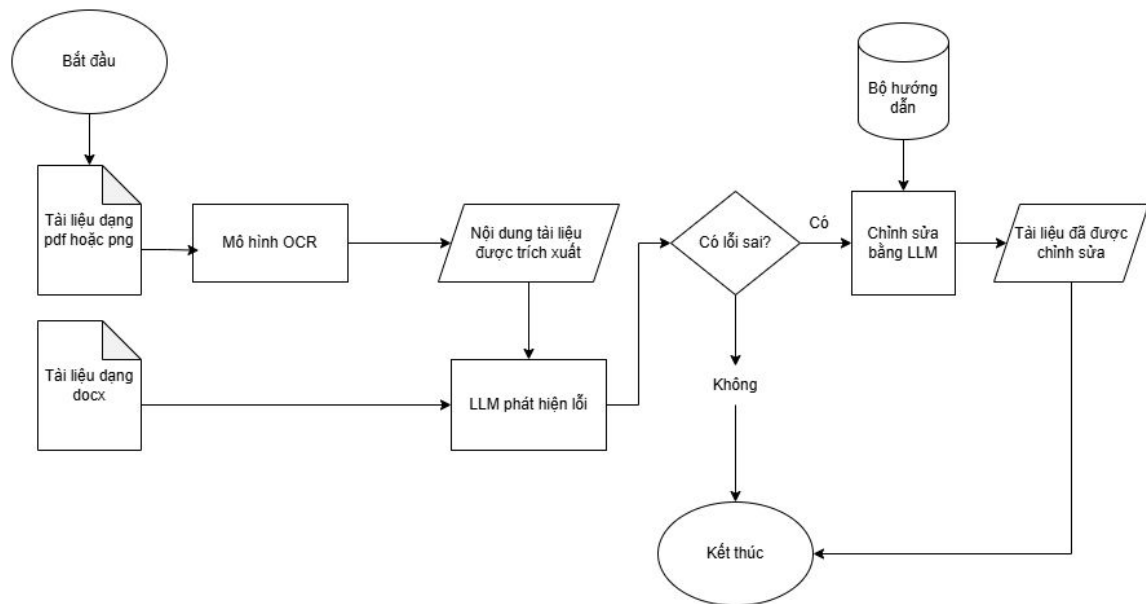 Bắt đầu
Bộ hướng
dẫn
Tài liệu dạng
pdf hoặc png
Mô hình OCR
Nội dung tài liệu
được trích xuất
Có lỗi sai?
Có
Chỉnh sửa
bằng LLM
Tài liệu đã được
chỉnh sửa
Tài liệu dạng
docx
LLM phát hiện lỗi
Không
Kết thúc